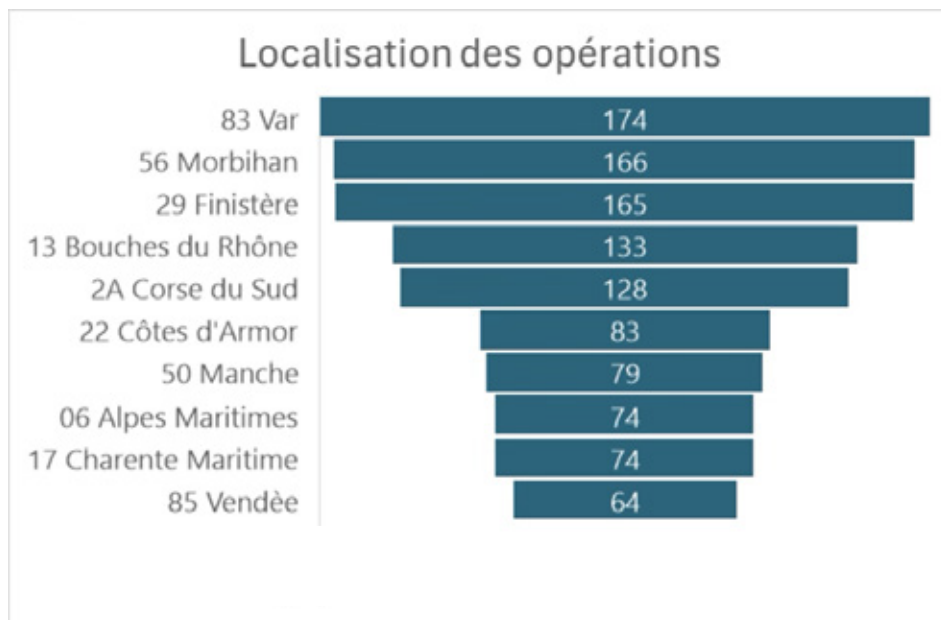 Localisation des opérations
83 Var 174
56 Morbihan 166
29 Finistère 165
13 Bouches du Rhône 133
2A Corse du Sud 128
22 Côtes d'Armor 83
50 Manche 79
06 Alpes Maritimes 74
17 Charente Maritime 74
85 Vendèe 64